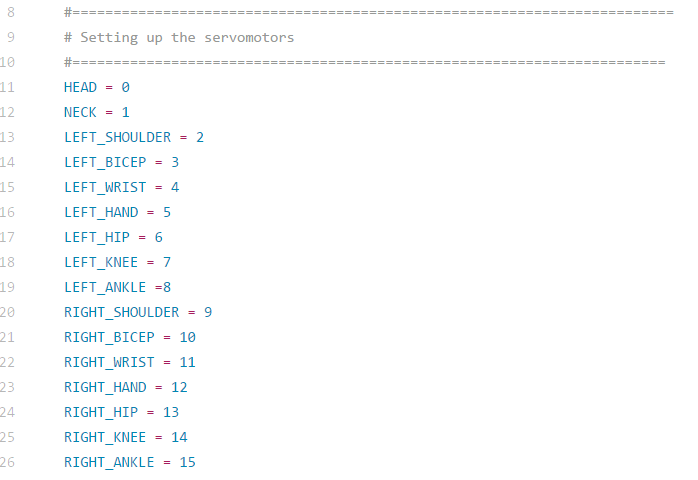 8 #=========================================================================
9 # Setting up the servomotors
10 #========================================================================
11 HEAD = 0
12 NECK = 1
13 LEFT_SHOULDER = 2
14 LEFT_BICEP = 3
15 LEFT_WRIST = 4
16 LEFT_HAND = 5
17 LEFT_HIP = 6
18 LEFT_KNEE = 7
19 LEFT_ANKLE =8
20 RIGHT_SHOULDER = 9
21 RIGHT_BICEP = 10
22 RIGHT_WRIST = 11
23 RIGHT_HAND = 12
24 RIGHT_HIP = 13
25 RIGHT_KNEE = 14
26 RIGHT_ANKLE = 15